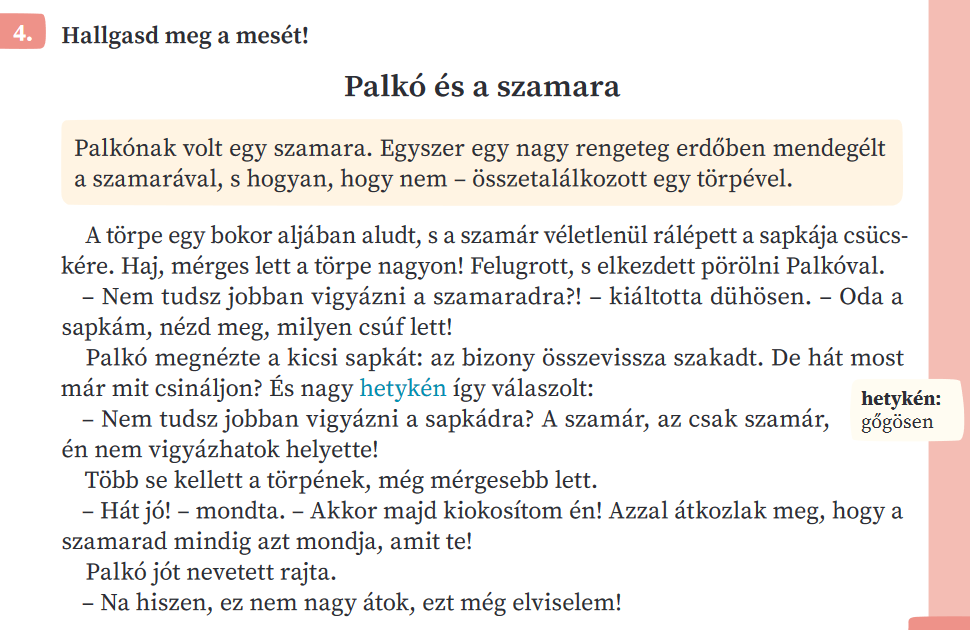 4. Hallgasd meg a mesét!
Palkó és a szamara
Palkónak volt egy szamara. Egyszer egy nagy rengeteg erdőben mendegélt
a szamarával, s hogyan, hogy nem – összetalálkozott egy törpével.
A törpe egy bokor aljában aludt, s a szamár véletlenül rálépett a sapkája csücs-
kére. Haj, mérges lett a törpe nagyon! Felugrott, s elkezdett pörölni Palkóval.
– Nem tudsz jobban vigyázni a szamaradra?! – kiáltotta dühösen. – Oda a
sapkám, nézd meg, milyen csúf lett!
Palkó megnézte a kicsi sapkát: az bizony összevissza szakadt. De hát most
már mit csináljon? És nagy hetykén így válaszolt:
hetykén:
gőgösen
– Nem tudsz jobban vigyázni a sapkádra? A szamár, az csak szamár,
én nem vigyázhatok helyette!
Több se kellett a törpének, még mérgesebb lett.
– Hát jó! – mondta. – Akkor majd kiokosítom én! Azzal átkozlak meg, hogy a
szamarad mindig azt mondja, amit te!
Palkó jót nevetett rajta.
– Na hiszen, ez nem nagy átok, ezt még elviselem!